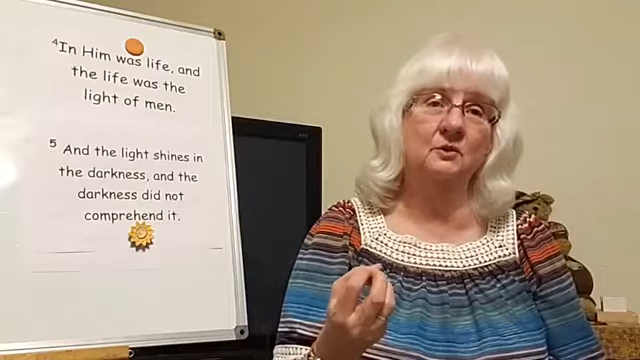 4In Him was life, and
the life was the
light of men.
5 And the light shines in
the darkness, and the
darkness did not
comprehend it.